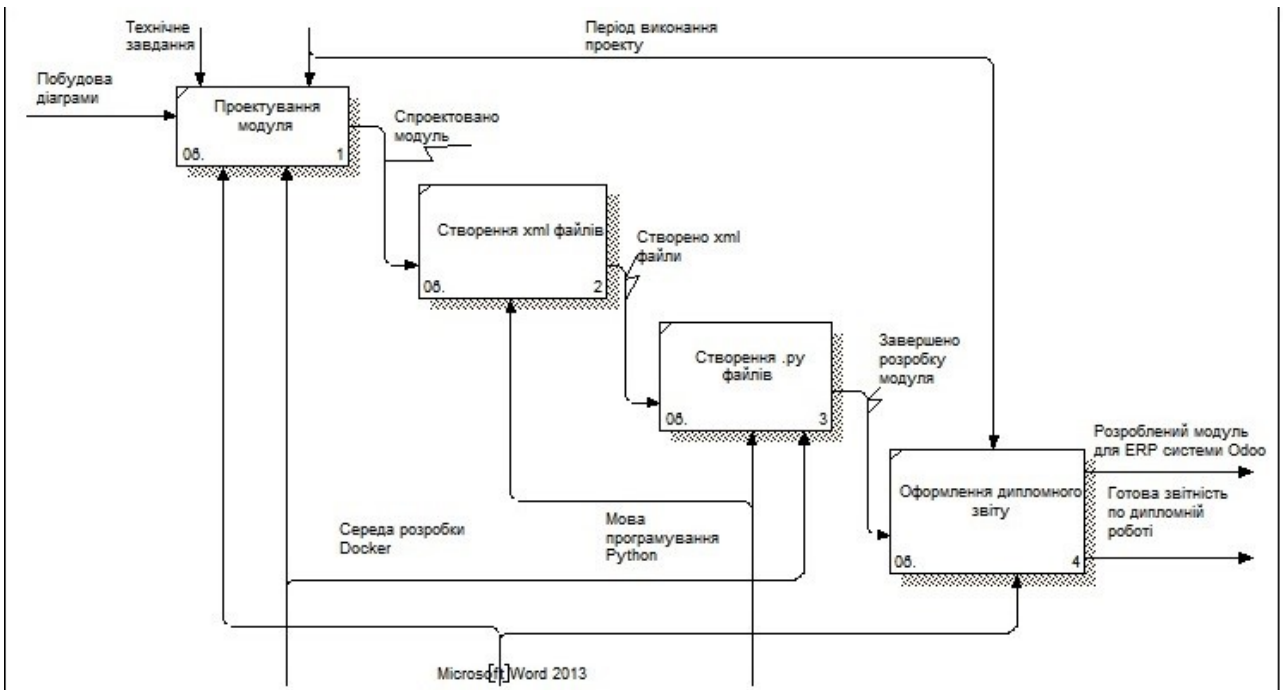 Технічне
завдання
Період виконання
проекту
Побудова
діаграми
Проектування
модуля
0б.
1
Спроектовано
модуль
Створення xml файлів
0б.
2
Створено xml
файли
Створення .py
файлів
0б.
3
Завершено
розробку
модуля
Оформлення дипломного
звіту
0б.
4
Розроблений модуль
для ERP системи Odoo
Готова звітність
по дипломній
роботі
Середа розробки
Docker
Мова
програмування
Python
Microsoft Word 2013